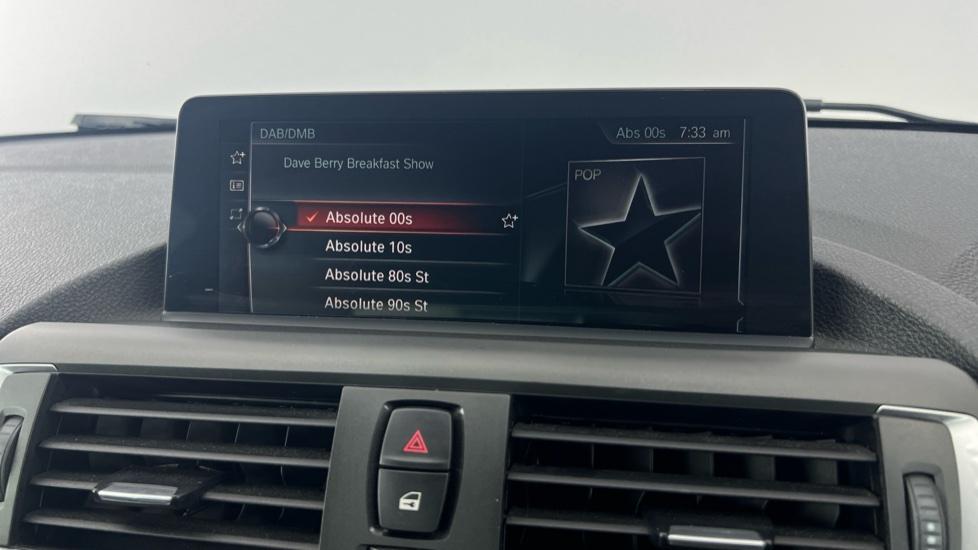 DAB/DMB
Abs 00s 7:33 am
Dave Berry Breakfast Show
POP
Absolute 00s
Absolute 10s
Absolute 80s St
Absolute 90s St